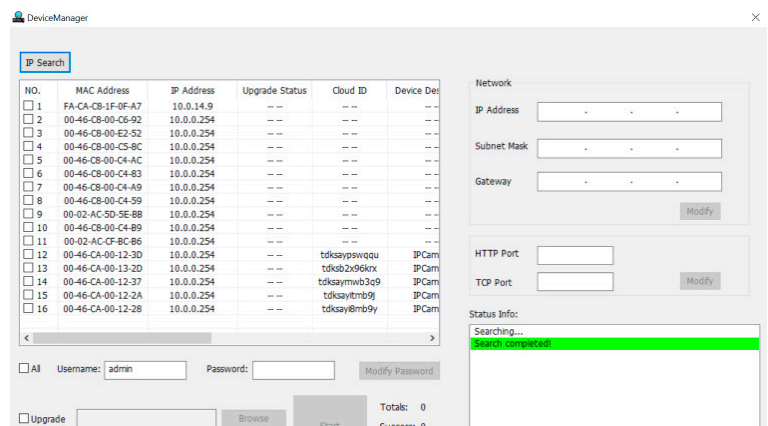 DeviceManager
IP Search
NO. MAC Address IP Address Upgrade Status Cloud ID Device Des
1 FA-CA-C8-1F-0F-A7 10.0.14.9 -- -- -- -- -- --
2 00-46-C8-00-C6-92 10.0.0.254 -- -- -- -- -- --
3 00-46-C8-00-E2-52 10.0.0.254 -- -- -- -- -- --
4 00-46-C8-00-C5-8C 10.0.0.254 -- -- -- -- -- --
5 00-46-C8-00-C4-AC 10.0.0.254 -- -- -- -- -- --
6 00-46-C8-00-C4-83 10.0.0.254 -- -- -- -- -- --
7 00-46-C8-00-C4-A9 10.0.0.254 -- -- -- -- -- --
8 00-46-C8-00-C4-59 10.0.0.254 -- -- -- -- -- --
9 00-02-AC-5D-5E-BB 10.0.0.254 -- -- -- -- -- --
10 00-46-C8-00-C4-B9 10.0.0.254 -- -- -- -- -- --
11 00-02-AC-CF-BC-B6 10.0.0.254 -- -- -- -- -- --
12 00-46-CA-00-12-3D 10.0.0.254 -- -- tdksaypswqqu IPCam
13 00-46-CA-00-13-2D 10.0.0.254 -- -- tdksb2x96krx IPCam
14 00-46-CA-00-12-37 10.0.0.254 -- -- tdksaymwb3q9 IPCam
15 00-46-CA-00-12-2A 10.0.0.254 -- -- tdksayitmb9j IPCam
16 00-46-CA-00-12-28 10.0.0.254 -- -- tdksayi8mb9y IPCam
All Username: admin Password: Modify Password
Upgrade Browse Start
Totals: 0
Success: 0
Network
IP Address . . .
Subnet Mask . . .
Gateway . . .
Modify
HTTP Port
TCP Port Modify
Status Info:
Searching...
Search completed!